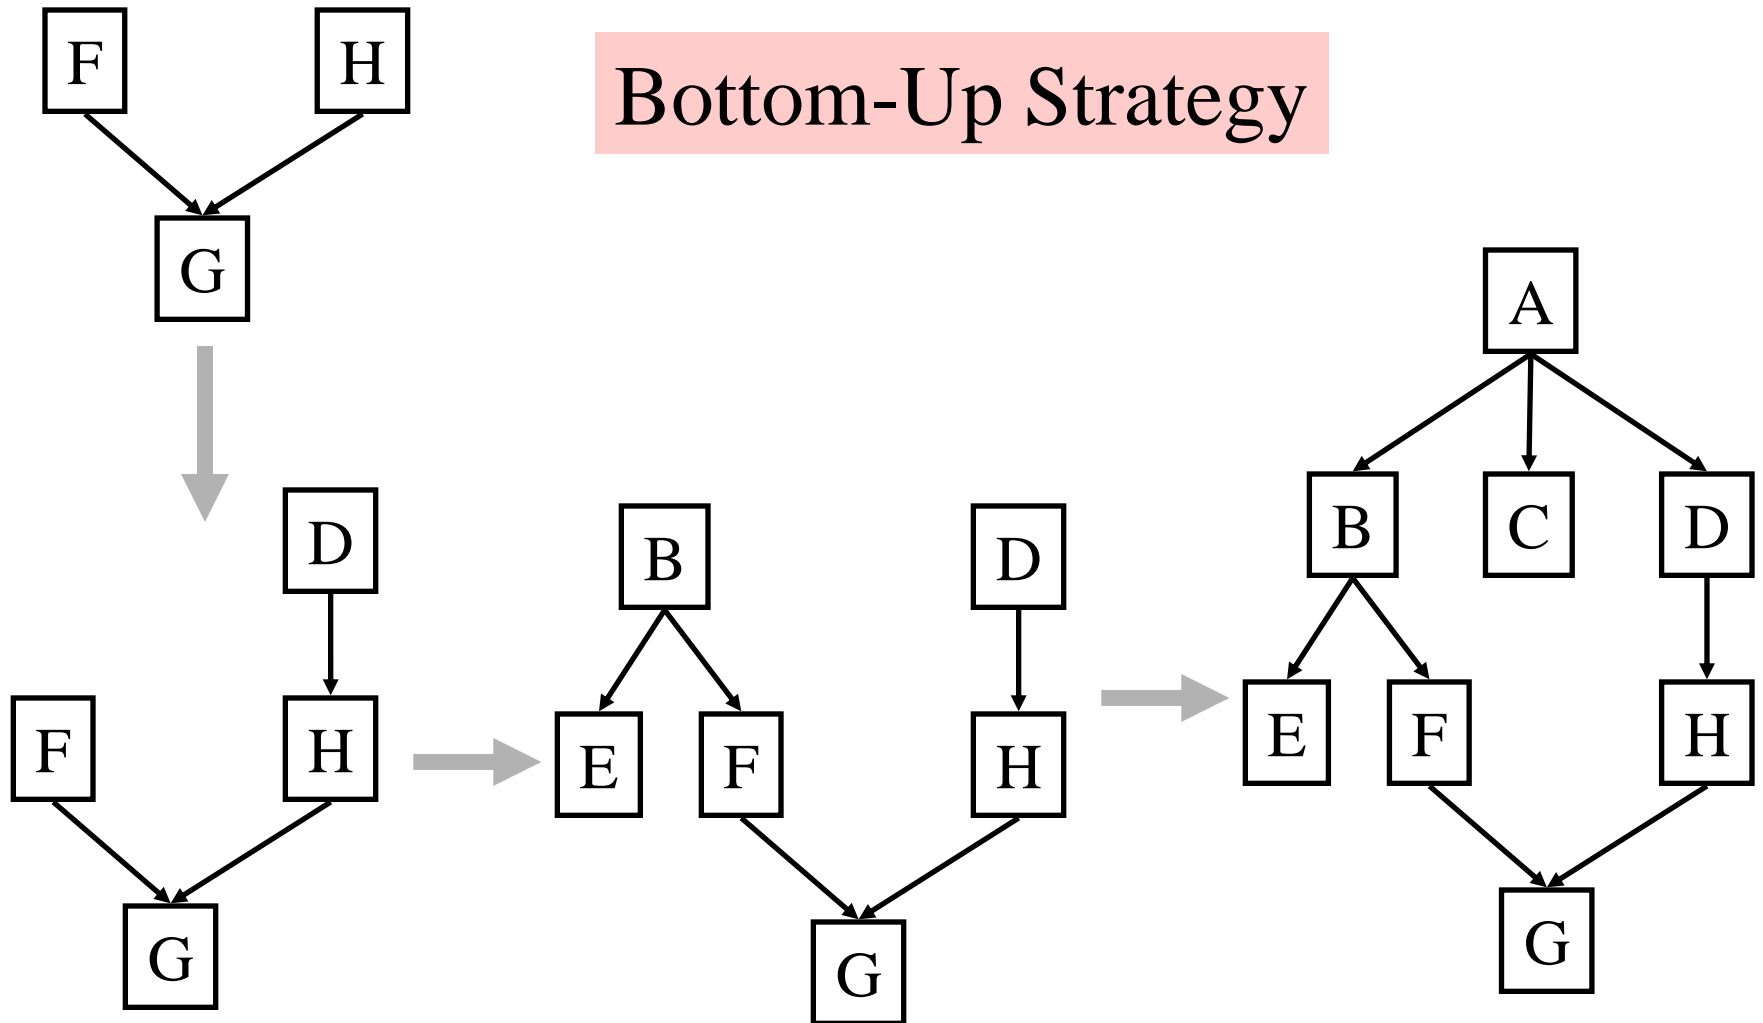 Bottom-Up Strategy
F H
G
D
F H
G
B D
E F H
G
A
B C D
E F H
G